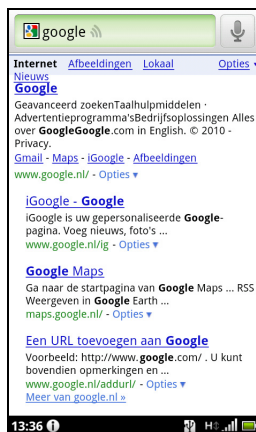 google
Internet Afbeeldingen Lokaal Opties
Nieuws
Google
Geavanceerd zoekenTaalhulpmiddelen ·
Advertentieprogramma'sBedrijfsoplossingen Alles
over GoogleGoogle.com in English. © 2010 -
Privacy.
Gmail - Maps - iGoogle - Afbeeldingen
www.google.nl/ - Opties ▼
iGoogle - Google
iGoogle is uw gepersonaliseerde Google-
pagina. Voeg nieuws, foto's ...
www.google.nl/ig - Opties ▼
Google Maps
Ga naar de startpagina van Google Maps ... RSS
Weergeven in Google Earth ...
maps.google.nl/ - Opties ▼
Een URL toevoegen aan Google
Voorbeeld: http://www.google.com/ . U kunt
bovendien opmerkingen en ...
www.google.nl/addurl/ - Opties ▼
Meer van google.nl »
13:36 H